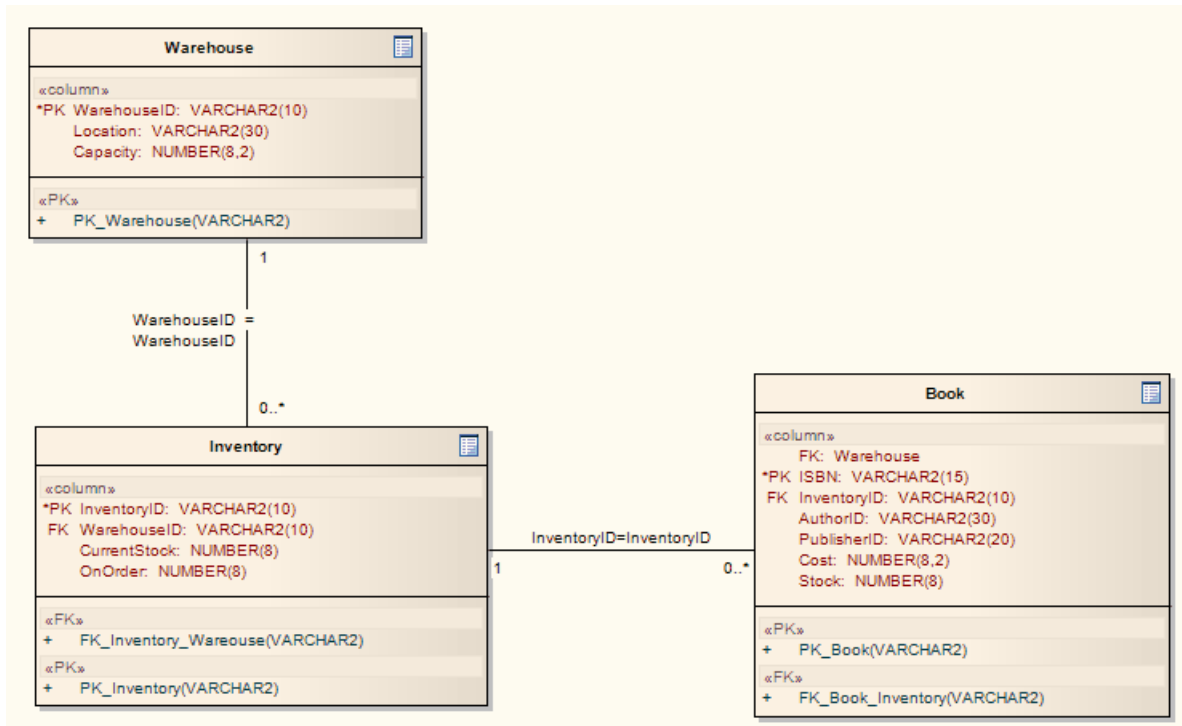 Warehouse
«column»
*PK WarehouseID: VARCHAR2(10)
Location: VARCHAR2(30)
Capacity: NUMBER(8,2)
«PK»
+ PK_Warehouse(VARCHAR2)
1
WarehouseID =
WarehouseID
0..*
Inventory
«column»
*PK InventoryID: VARCHAR2(10)
FK WarehouseID: VARCHAR2(10)
CurrentStock: NUMBER(8)
OnOrder: NUMBER(8)
«FK»
+ FK_Inventory_Wareouse(VARCHAR2)
«PK»
+ PK_Inventory(VARCHAR2)
InventoryID=InventoryID
1
0..*
Book
«column»
FK: Warehouse
*PK ISBN: VARCHAR2(15)
FK InventoryID: VARCHAR2(10)
AuthorID: VARCHAR2(30)
PublisherID: VARCHAR2(20)
Cost: NUMBER(8,2)
Stock: NUMBER(8)
«PK»
+ PK_Book(VARCHAR2)
«FK»
+ FK_Book_Inventory(VARCHAR2)